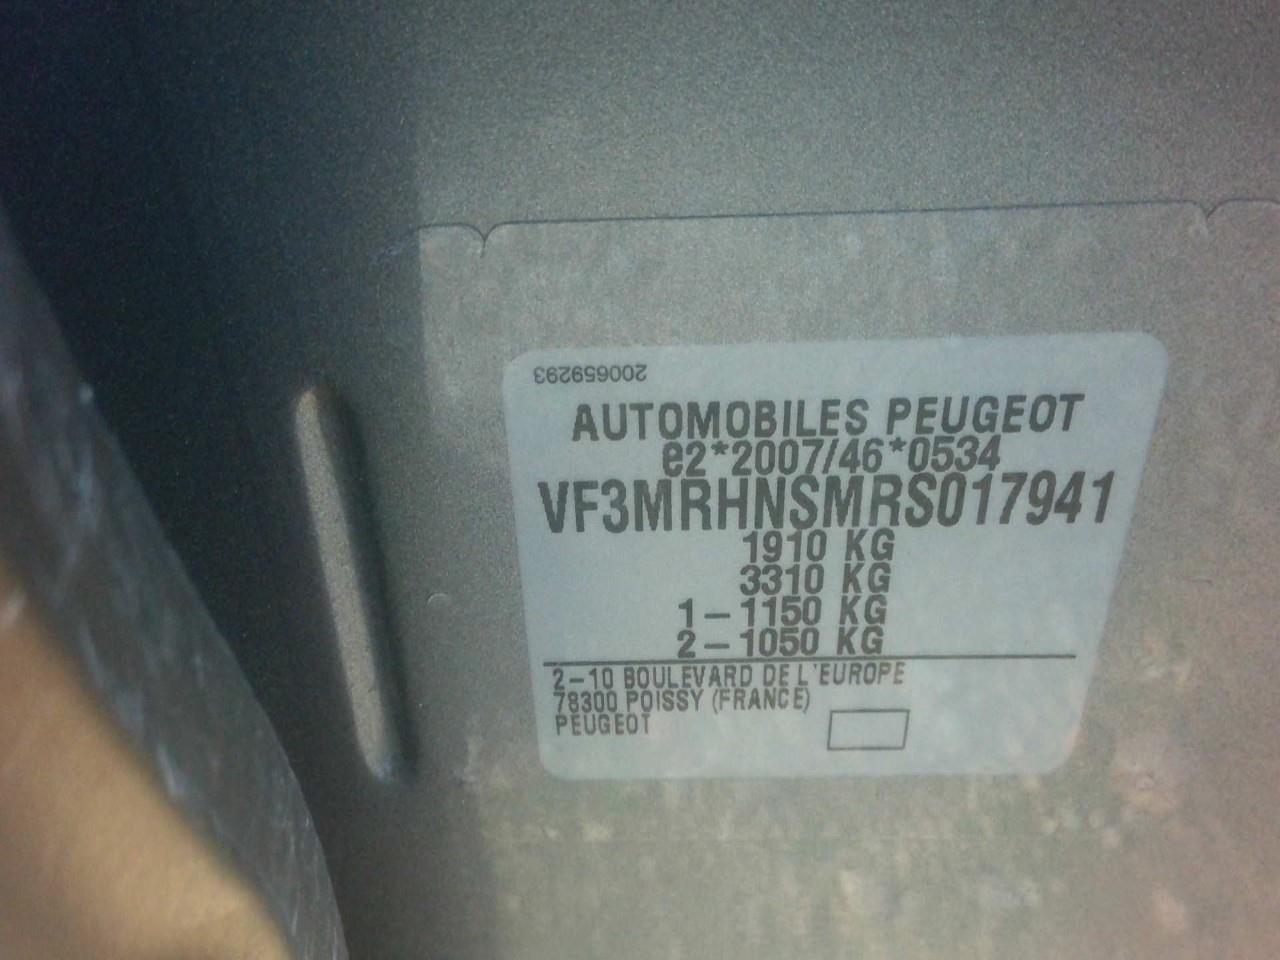 200659293
AUTOMOBILES PEUGEOT
e2*2007/46*0534
VF3MRHNSMRS017941
1910 KG
3310 KG
1-1150 KG
2-1050 KG
2-10 BOULEVARD DE L'EUROPE
78300 POISSY (FRANCE)
PEUGEOT